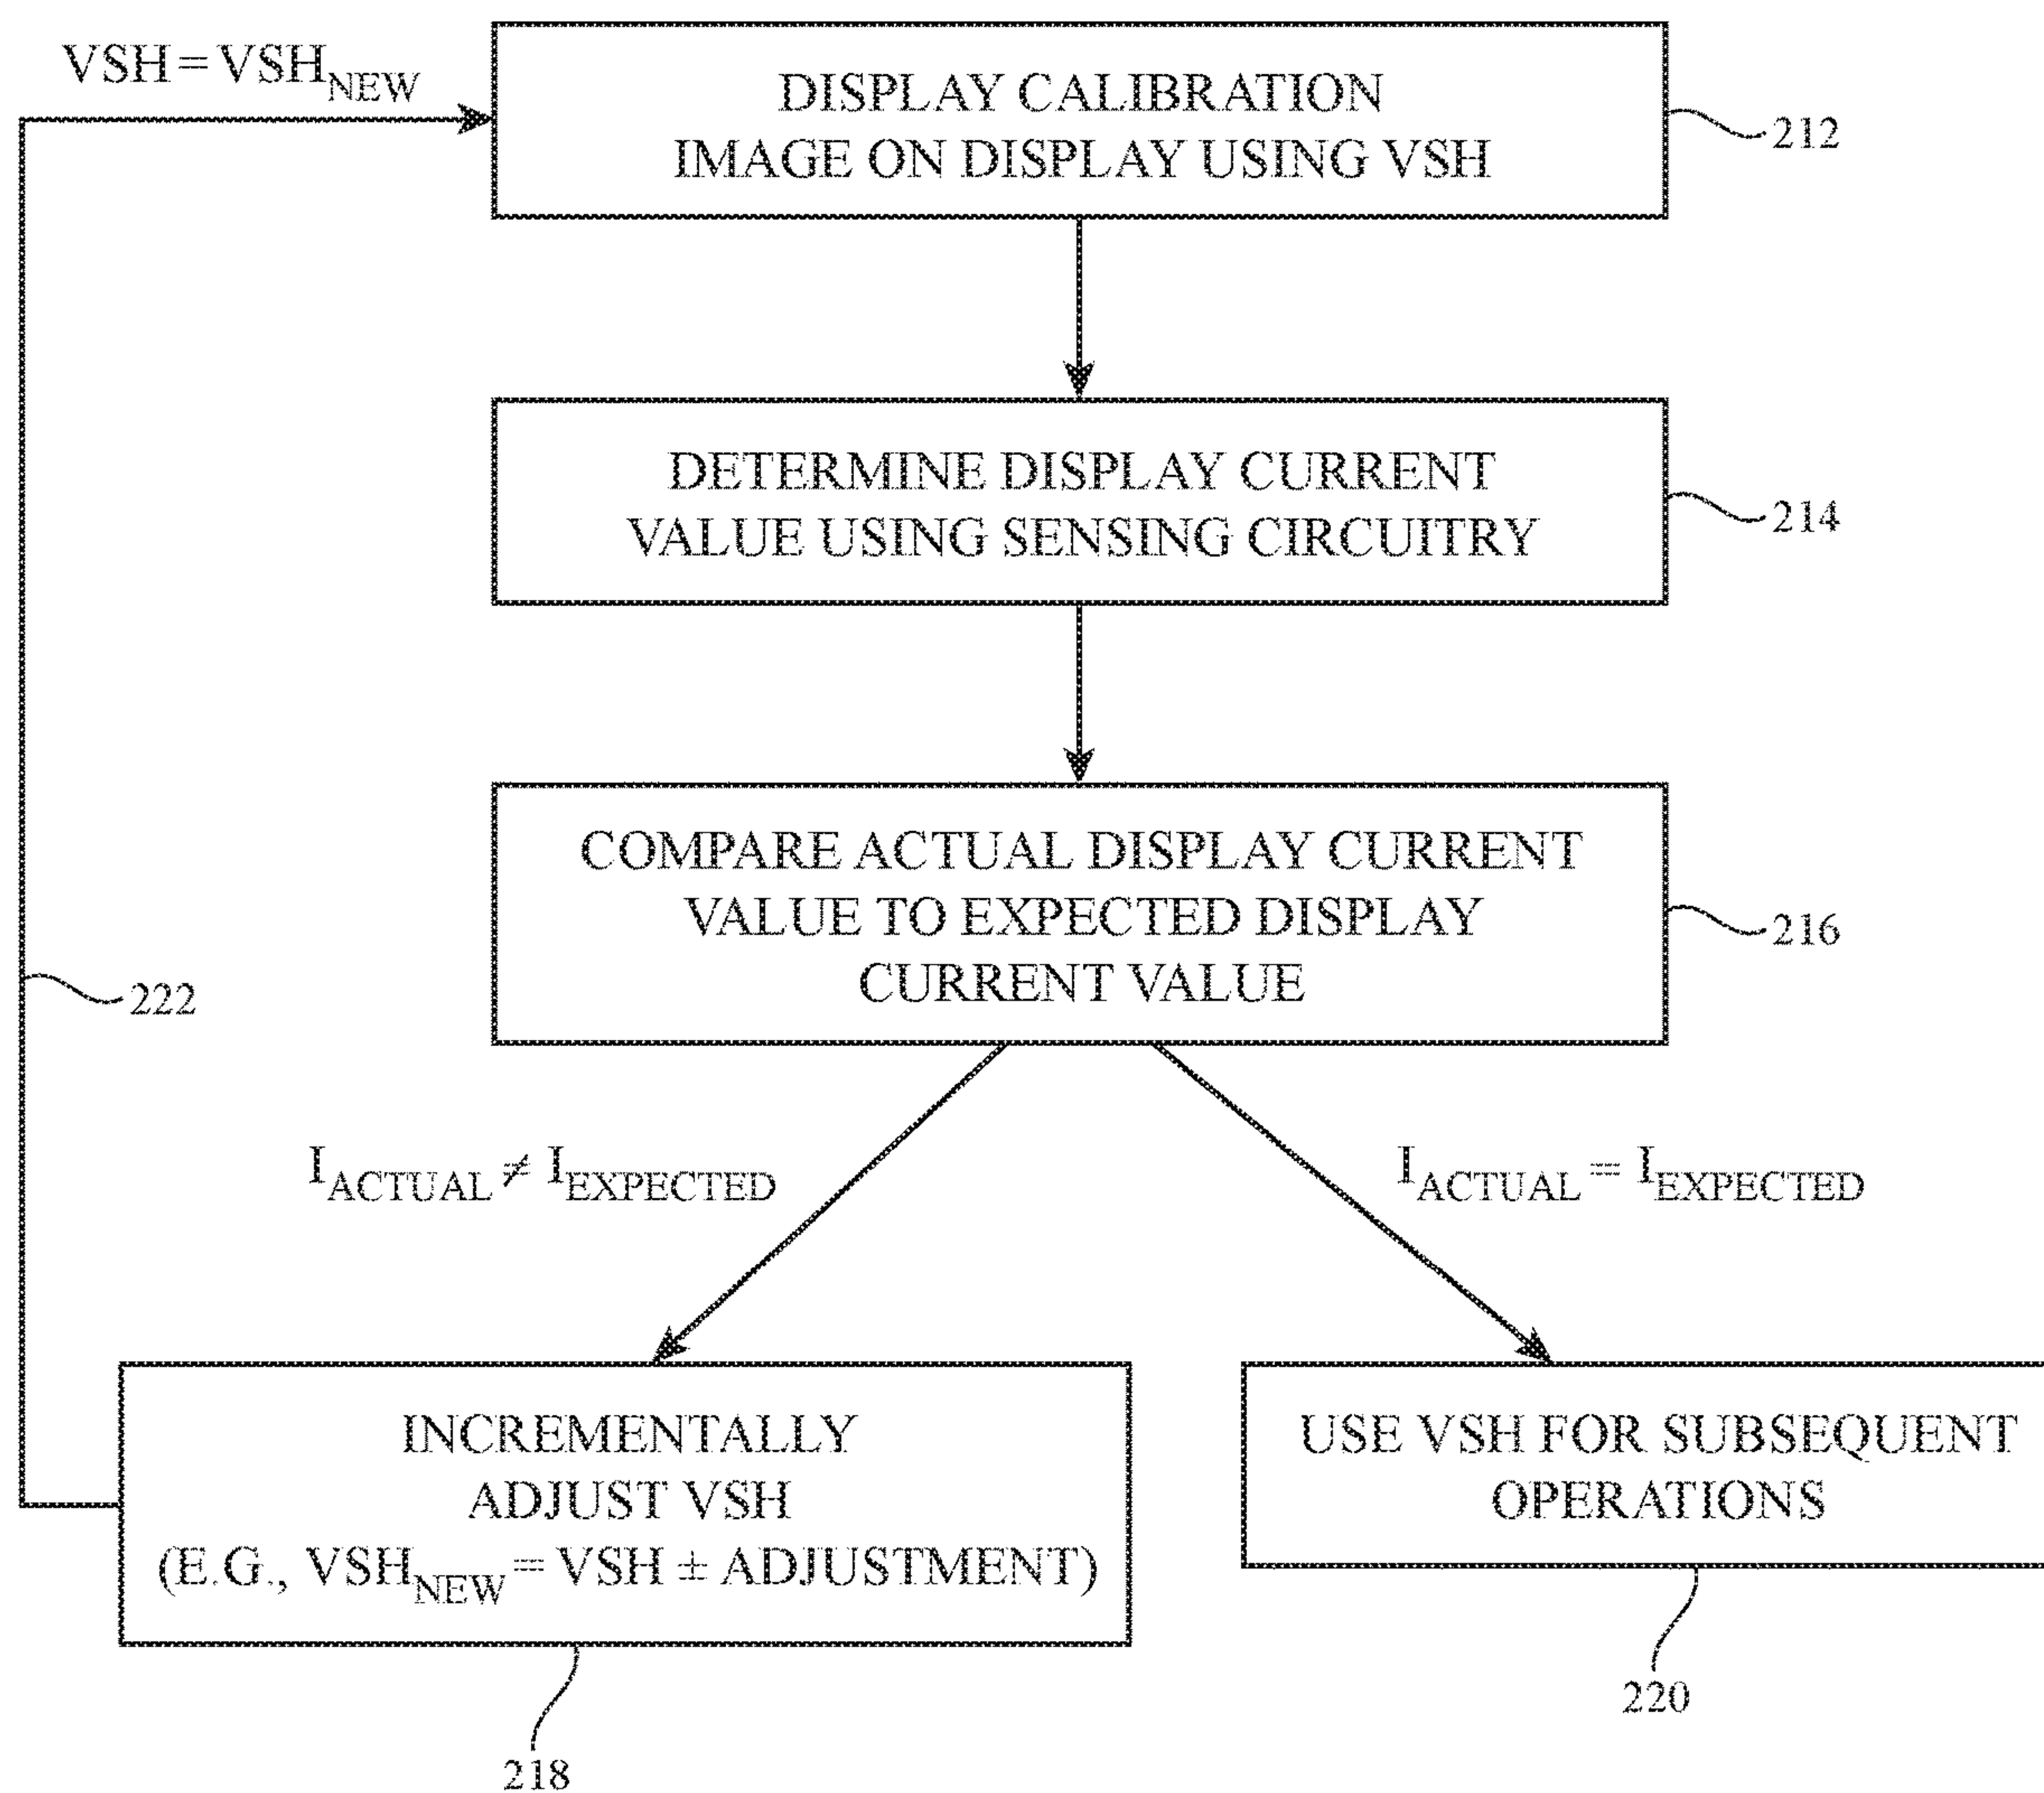 VSH = VSH_NEW
DISPLAY CALIBRATION
IMAGE ON DISPLAY USING VSH
212
DETERMINE DISPLAY CURRENT
VALUE USING SENSING CIRCUITRY
214
COMPARE ACTUAL DISPLAY CURRENT
VALUE TO EXPECTED DISPLAY
CURRENT VALUE
216
222
I_ACTUAL ≠ I_EXPECTED
I_ACTUAL = I_EXPECTED
INCREMENTALLY
ADJUST VSH
(E.G., VSH_NEW = VSH ± ADJUSTMENT)
218
USE VSH FOR SUBSEQUENT
OPERATIONS
220